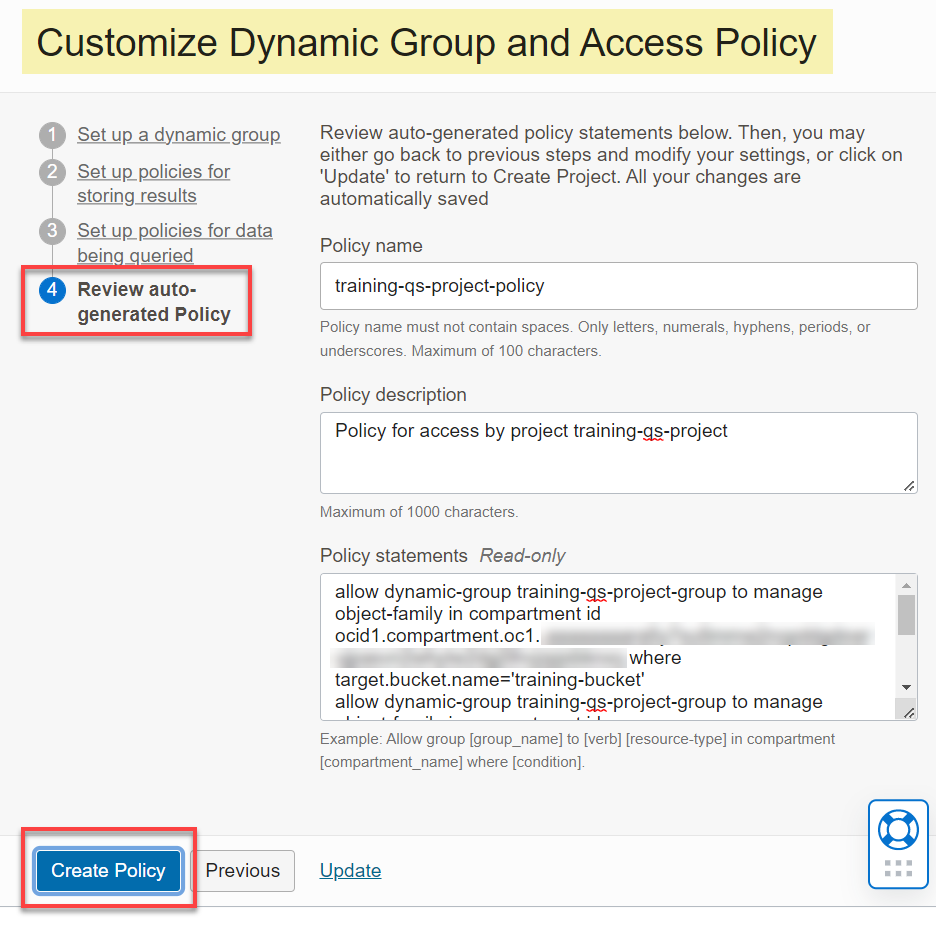 Customize Dynamic Group and Access Policy
1 Set up a dynamic group
2 Set up policies for
storing results
3 Set up policies for data
being queried
4 Review auto-
generated Policy
Review auto-generated policy statements below. Then, you may
either go back to previous steps and modify your settings, or click on
'Update' to return to Create Project. All your changes are
automatically saved
Policy name
training-qs-project-policy
Policy name must not contain spaces. Only letters, numerals, hyphens, periods, or
underscores. Maximum of 100 characters.
Policy description
Policy for access by project training-qs-project
Maximum of 1000 characters.
Policy statements Read-only
allow dynamic-group training-qs-project-group to manage
object-family in compartment id
ocid1.compartment.oc1.
where
target.bucket.name='training-bucket'
allow dynamic-group training-qs-project-group to manage
Example: Allow group [group_name] to [verb] [resource-type] in compartment
[compartment_name] where [condition].
Create Policy
Previous
Update